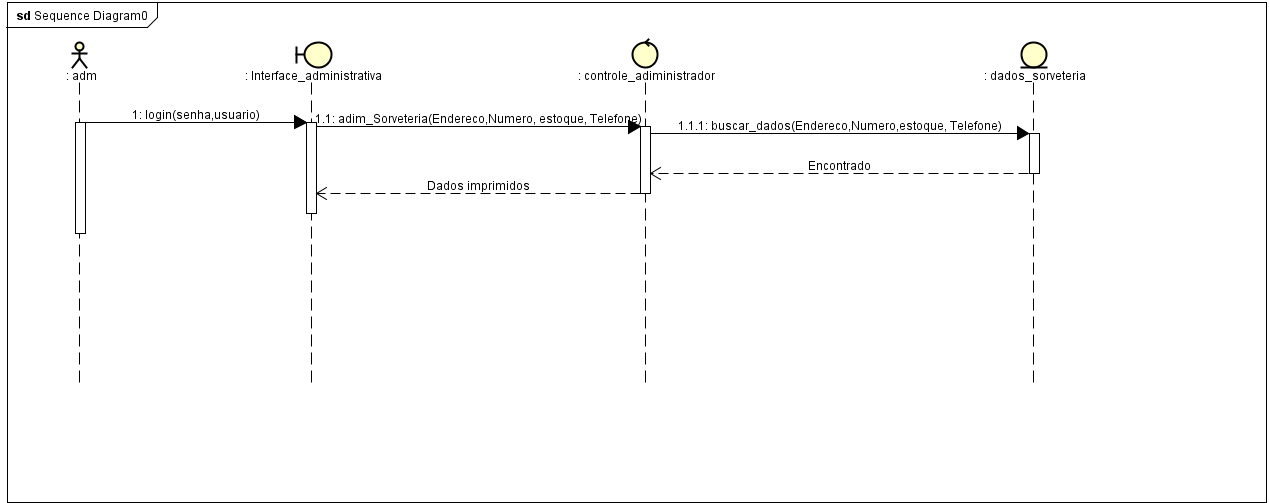 sd Sequence Diagram0
: adm
: Interface_administrativa
: controle_adiministrador
: dados_sorveteria
1: login(senha,usuario)
1.1: adim_Sorveteria(Endereco,Numero, estoque, Telefone)
1.1.1: buscar_dados(Endereco,Numero,estoque, Telefone)
Encontrado
Dados imprimidos